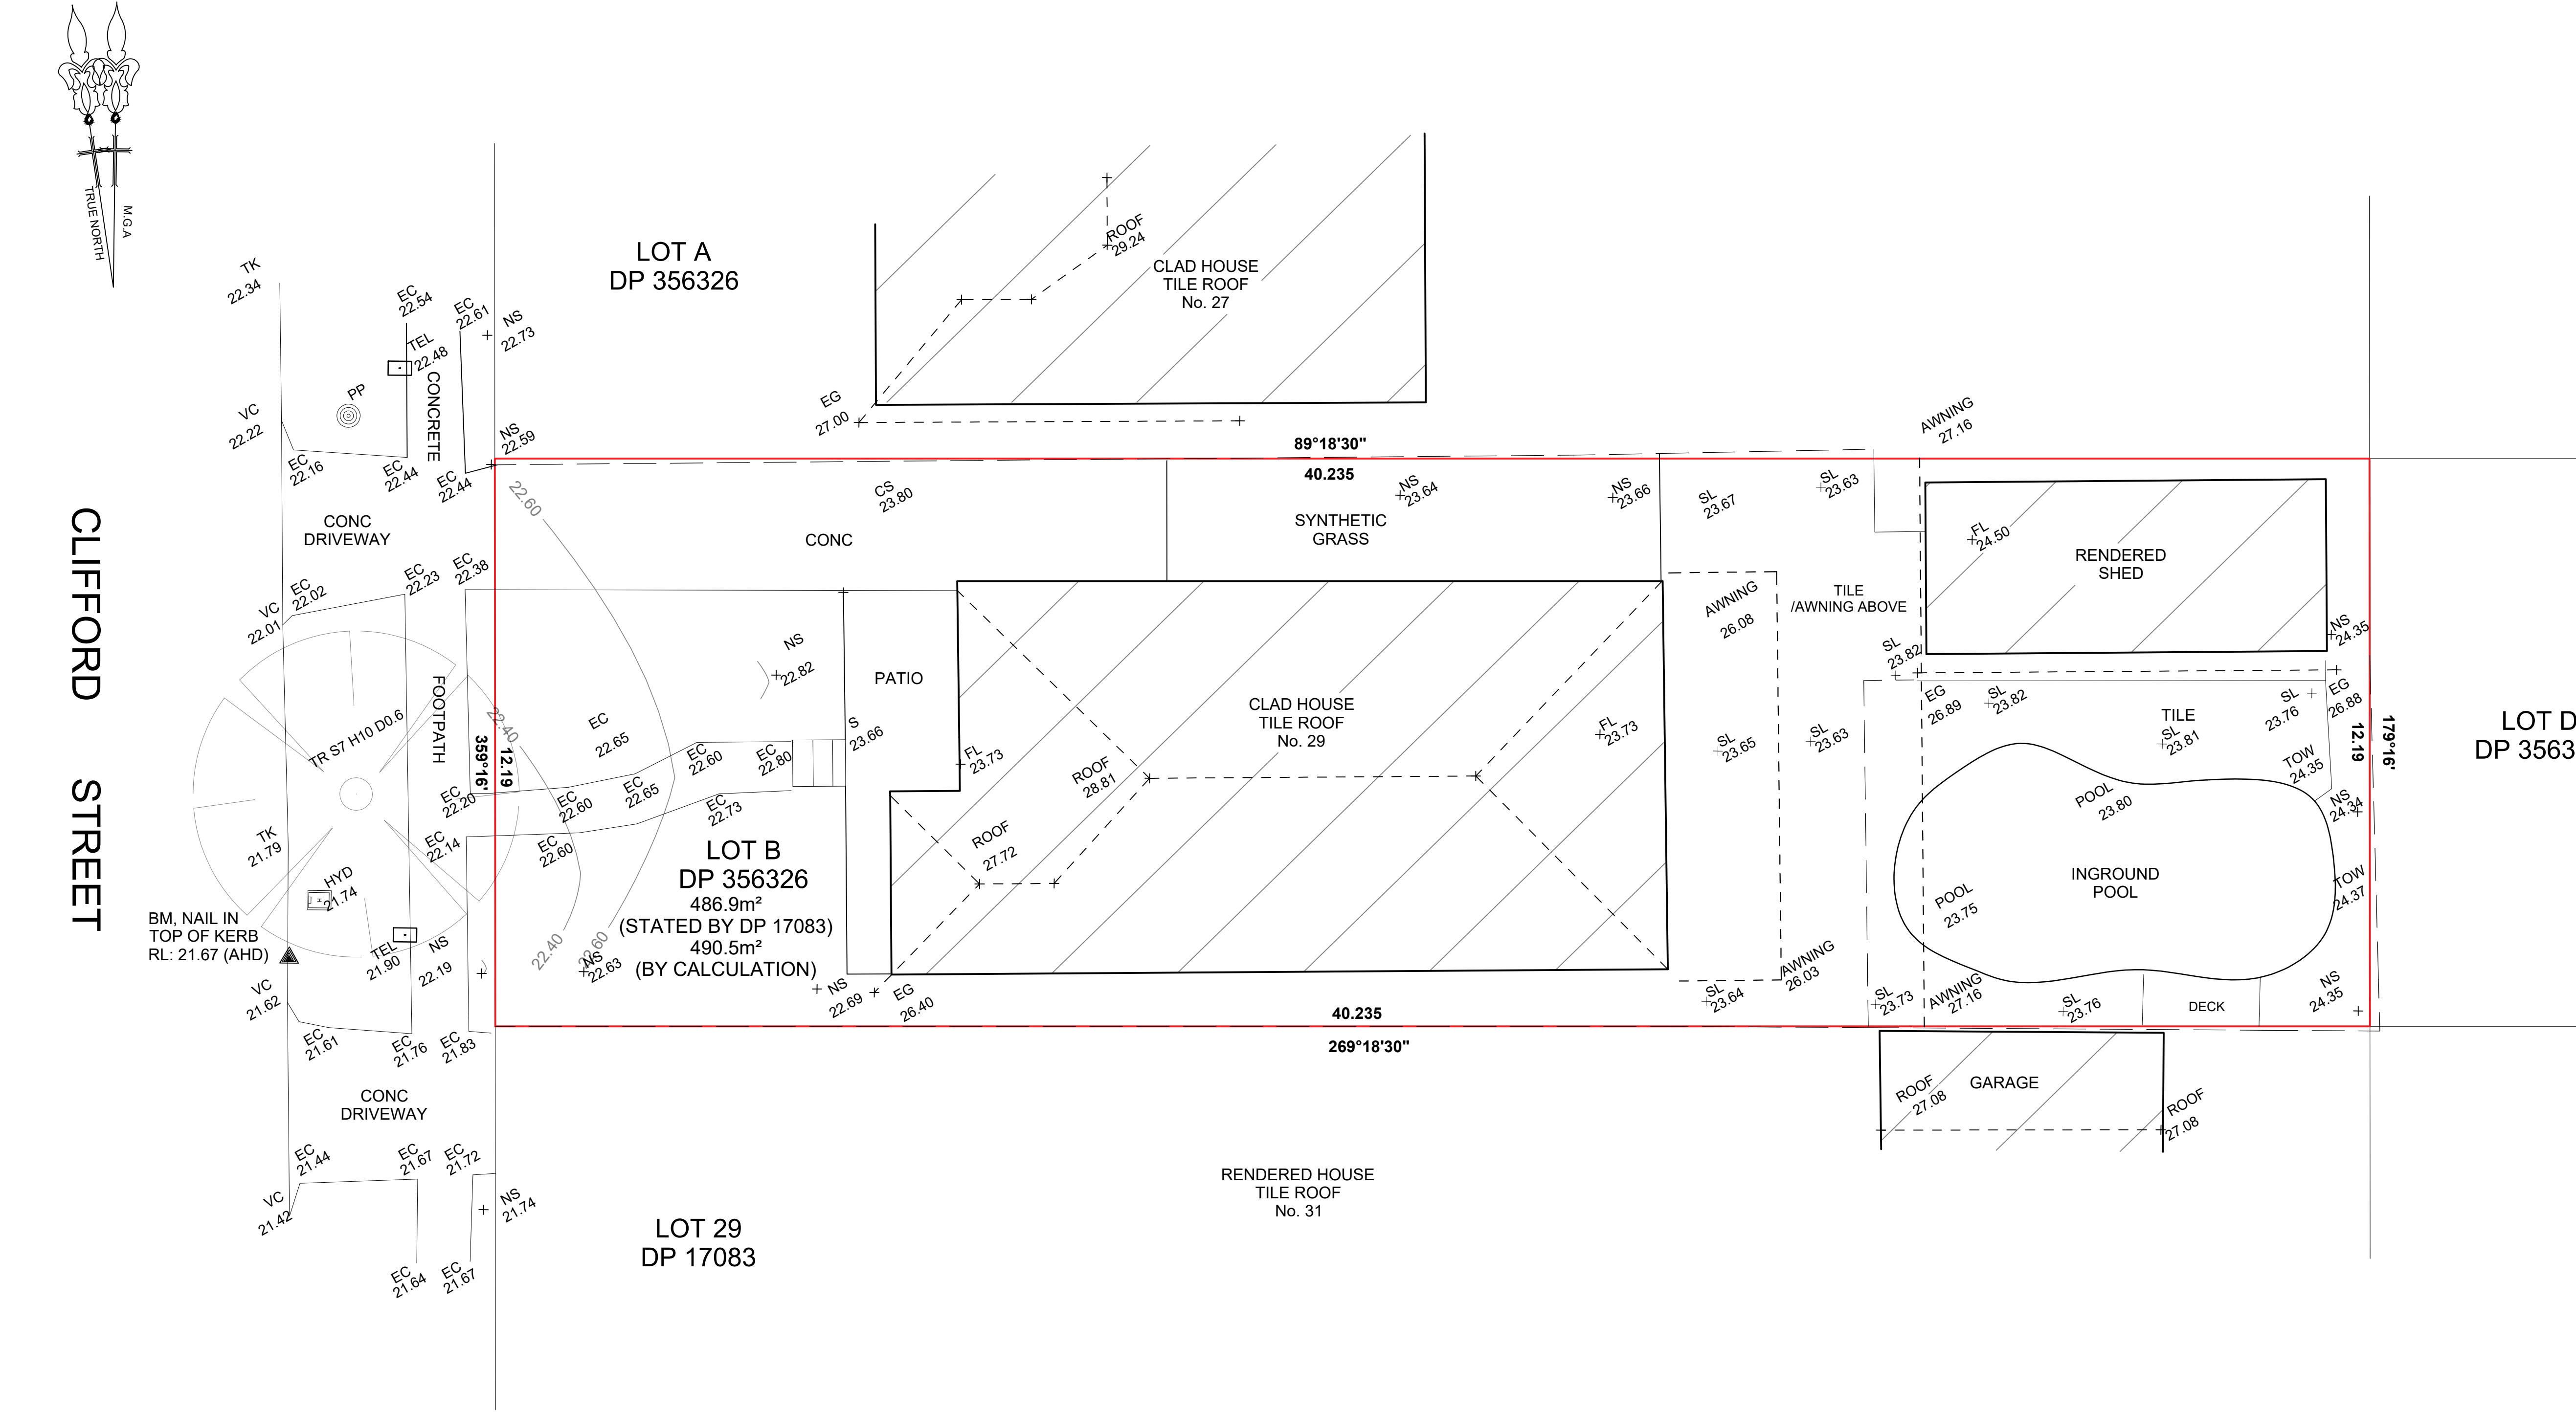 TRUE NORTH
M.G.A
CLIFFORD STREET
LOT A
DP 356326
ROOF
29.24
CLAD HOUSE
TILE ROOF
No. 27
TK
22.34
EC
22.54
EC
22.61
NS
22.73
TEL
22.48
CONCRETE
PP
VC
22.22
EG
27.00
NS
22.59
EC
22.16
EC
22.44
EC
22.44
89°18'30"
40.235
AWNING
27.16
22.60
CS
23.80
NS
23.64
NS
23.66
SL
23.67
SL
23.63
CONC
DRIVEWAY
CONC
SYNTHETIC
GRASS
FL
24.50
RENDERED
SHED
EC
22.38
EC
22.23
EC
22.02
VC
22.01
AWNING
26.08
TILE
/AWNING ABOVE
NS
24.35
SL
23.82
NS
22.82
PATIO
FOOTPATH
TR S7 H10 D0.6
22.40
359°16'
12.19
EC
22.65
S
23.66
FL
23.73
CLAD HOUSE
TILE ROOF
No. 29
FL
23.73
SL
23.65
SL
23.63
EG
26.89
SL
23.82
TILE
SL
23.81
SL
23.76
EG
26.88
12.19
179°16'
LOT D
DP 3563
EC
22.60
EC
22.80
ROOF
28.81
TOW
24.35
EC
22.20
EC
22.60
EC
22.65
EC
22.73
POOL
23.80
NS
24.34
TK
21.79
EC
22.14
EC
22.60
ROOF
27.72
LOT B
DP 356326
486.9m²
(STATED BY DP 17083)
490.5m²
(BY CALCULATION)
HYD
21.74
INGROUND
POOL
POOL
23.75
TOW
24.37
BM, NAIL IN
TOP OF KERB
RL: 21.67 (AHD)
TEL
21.90
NS
22.19
22.40
22.60
NS
22.63
AWNING
26.03
VC
21.62
NS
22.69
EG
26.40
SL
23.64
SL
23.73
AWNING
27.16
SL
23.76
DECK
NS
24.35
40.235
269°18'30"
EC
21.61
EC
21.76
EC
21.83
CONC
DRIVEWAY
ROOF
27.08
GARAGE
ROOF
27.08
EC
21.44
EC
21.67
EC
21.72
RENDERED HOUSE
TILE ROOF
No. 31
VC
21.42
NS
21.74
LOT 29
DP 17083
EC
21.64
EC
21.67